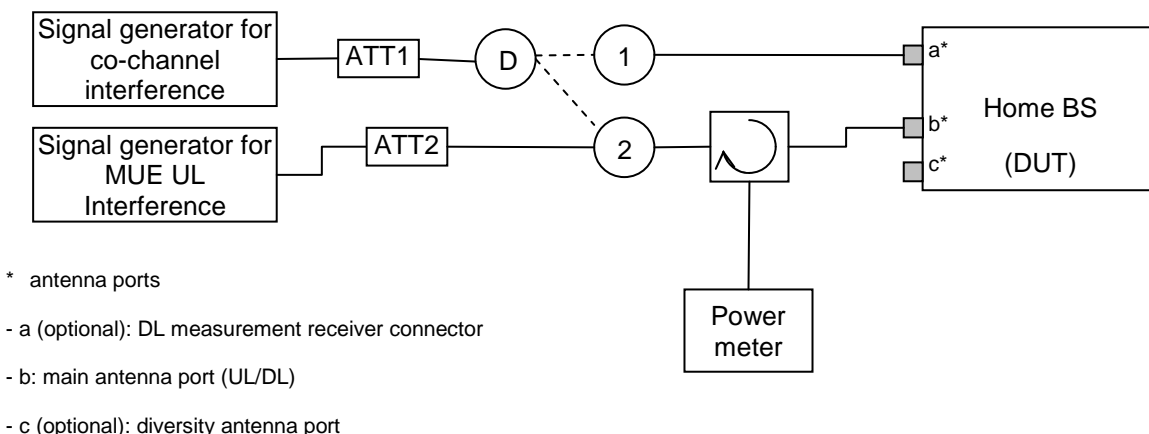 Signal generator for
co-channel
interference
ATT1
D
1
a*
Signal generator for
MUE UL
Interference
ATT2
2
b*
c*
Home BS
(DUT)
Power
meter
* antenna ports
- a (optional): DL measurement receiver connector
- b: main antenna port (UL/DL)
- c (optional): diversity antenna port